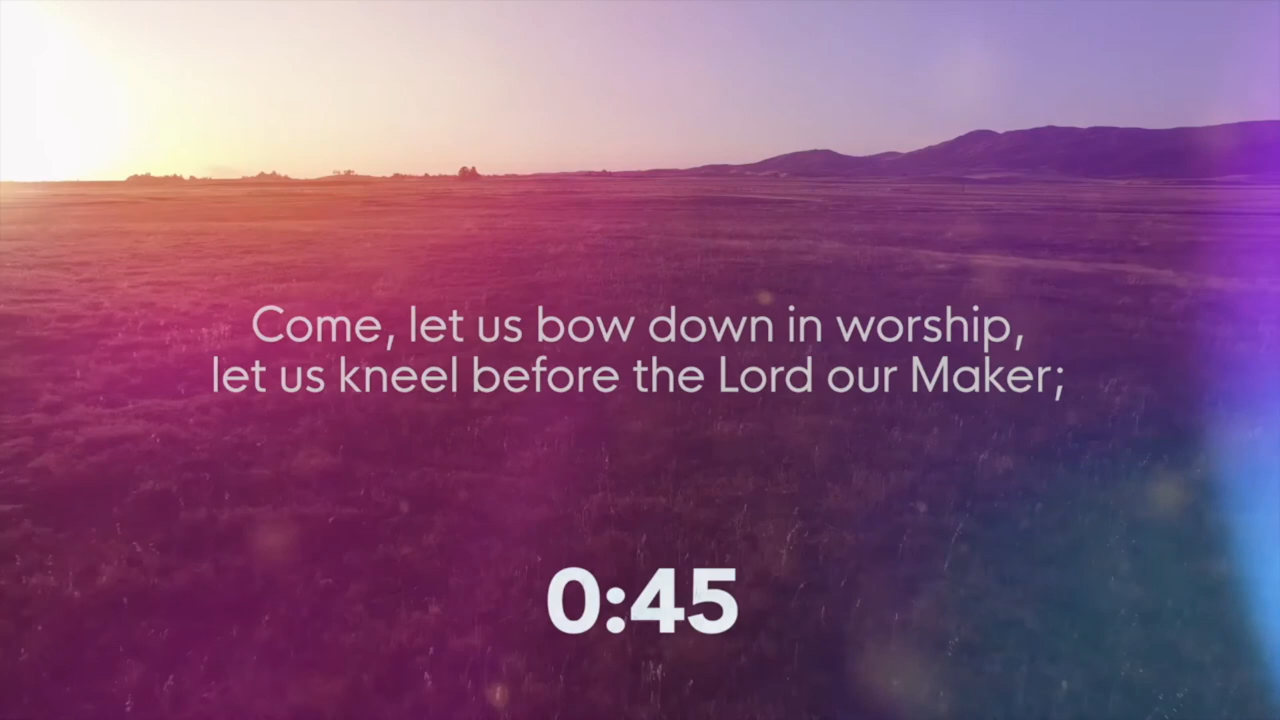 Come, let us bow down in worship,
let us kneel before the Lord our Maker;
0:45